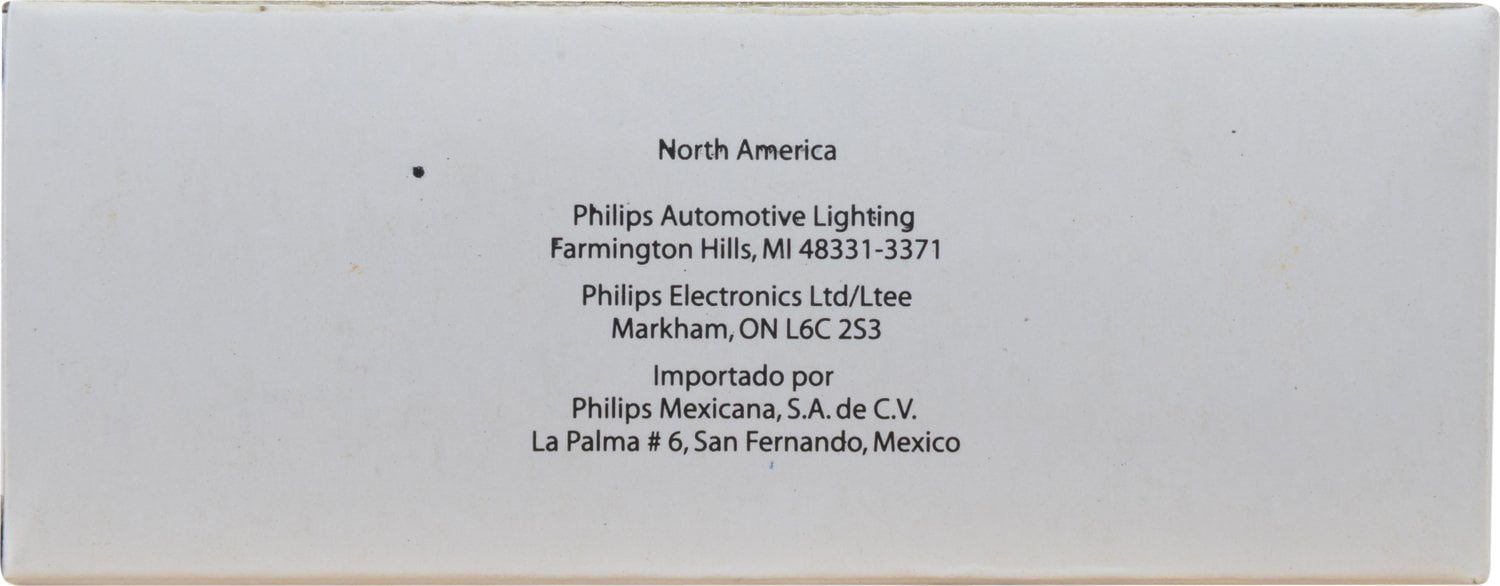 North America
Philips Automotive Lighting
Farmington Hills, MI 48331-3371
Philips Electronics Ltd/Ltee
Markham, ON L6C 2S3
Importado por
Philips Mexicana, S.A. de C.V.
La Palma # 6, San Fernando, Mexico